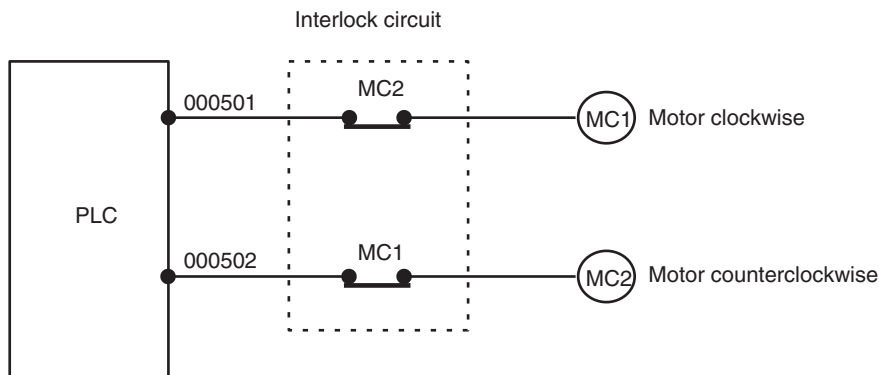 Interlock circuit
000501
MC2
MC1 Motor clockwise
PLC
000502
MC1
MC2 Motor counterclockwise